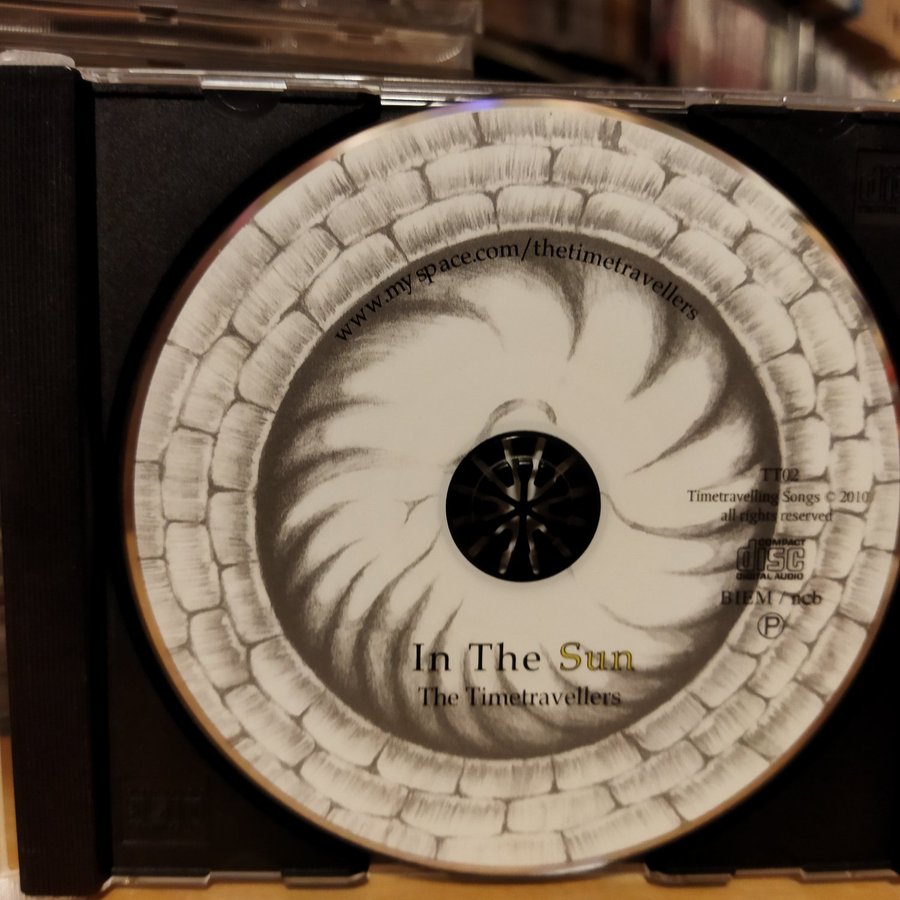 www.myspace.com/thetimetravellers
TT02
Timetravelling Songs © 2010
all rights reserved
COMPACT
disc
DIGITAL AUDIO
BIEM / ncb
Ⓟ
In The Sun
The Timetravellers